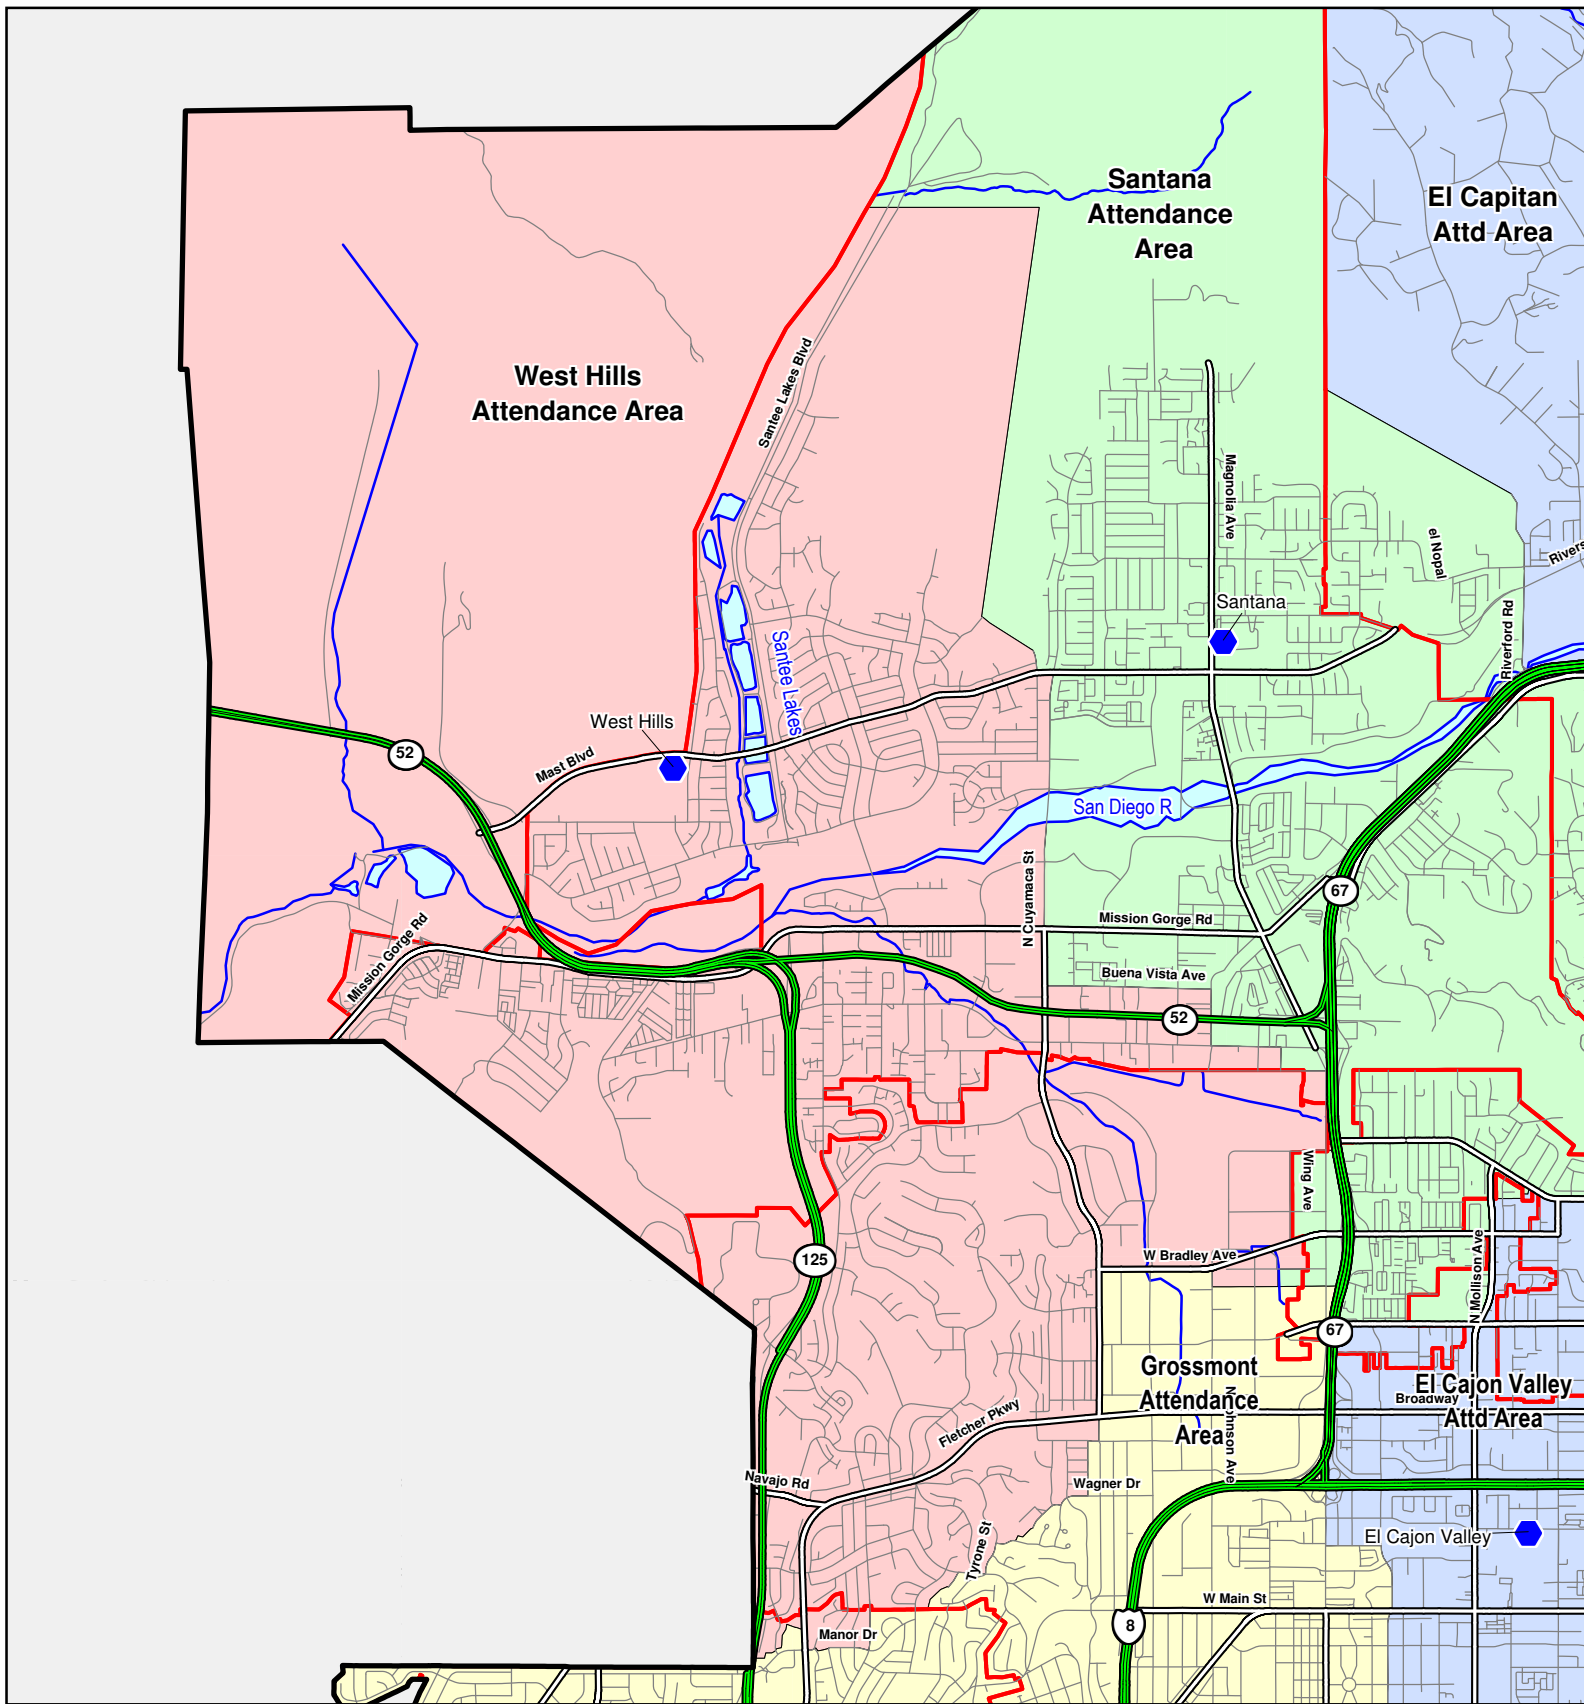 Santana
Attendance
Area
El Capitan
Attd Area
West Hills
Attendance Area
Santee Lakes Blvd
Magnolia Ave
el Nopal
Rivers
Santana
Riverford Rd
Santee Lakes
West Hills
52
Mast Blvd
San Diego R
N Cuyamaca St
67
Mission Gorge Rd
Mission Gorge Rd
Buena Vista Ave
52
Wing Ave
W Bradley Ave
125
N Mollison Ave
67
Grossmont
Attendance
Area
El Cajon Valley
Attd Area
Broadway
N Johnson Ave
Fletcher Pkwy
Navajo Rd
Wagner Dr
Tyrone St
El Cajon Valley
W Main St
8
Manor Dr